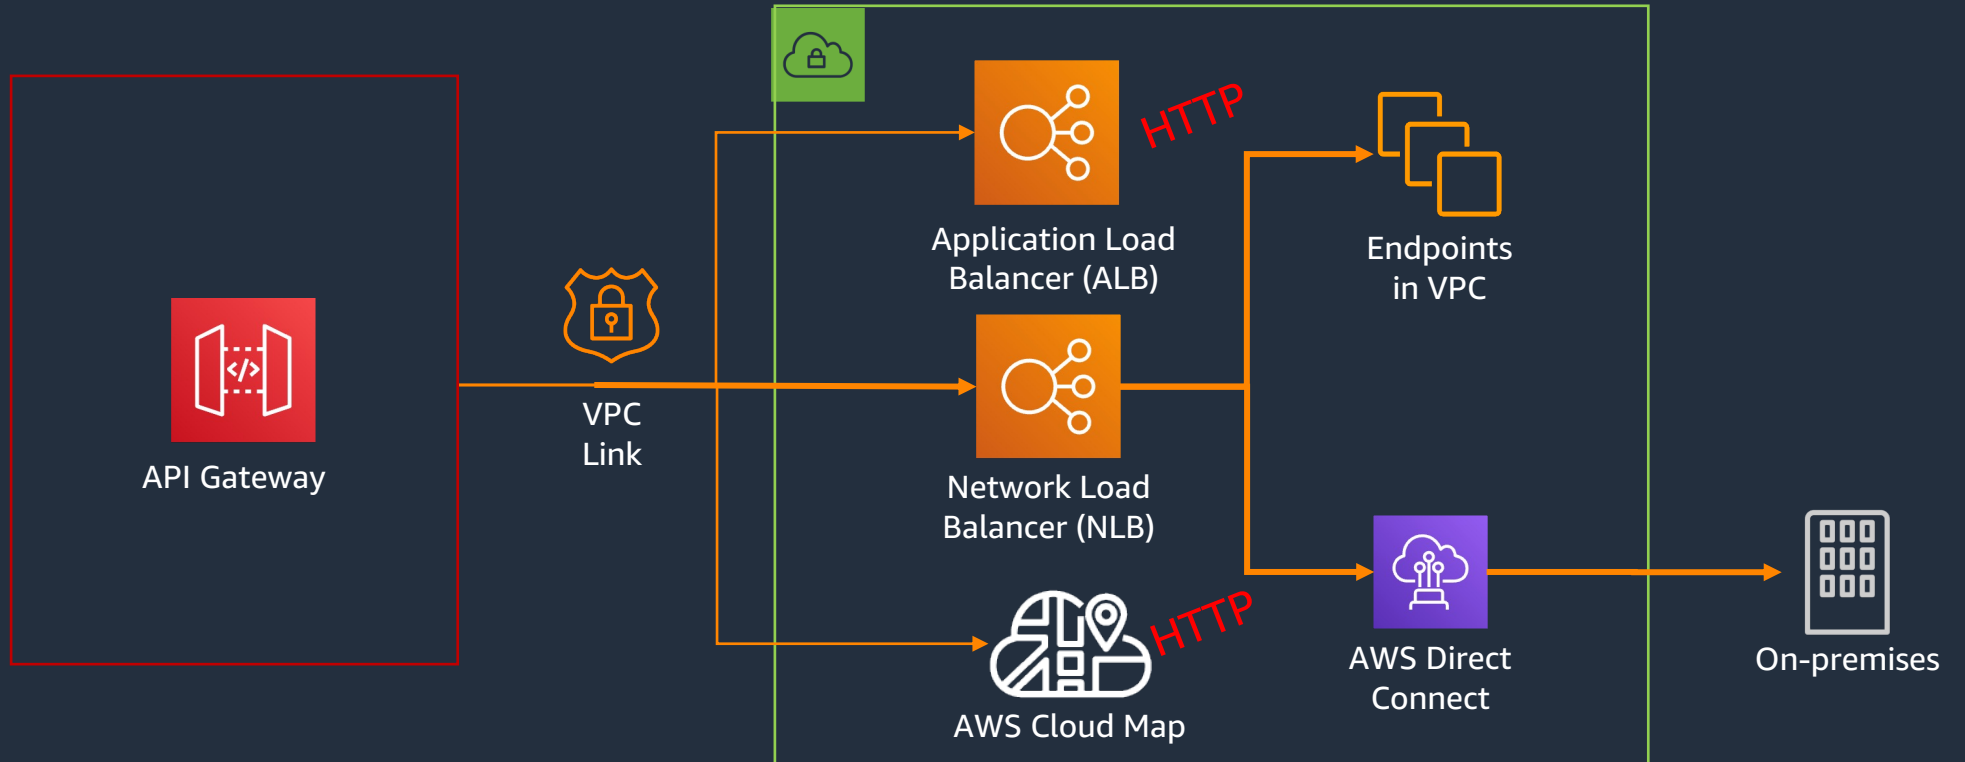 API Gateway
VPC
Link
Application Load
Balancer (ALB)
HTTP
Network Load
Balancer (NLB)
AWS Cloud Map
HTTP
Endpoints
in VPC
AWS Direct
Connect
On-premises